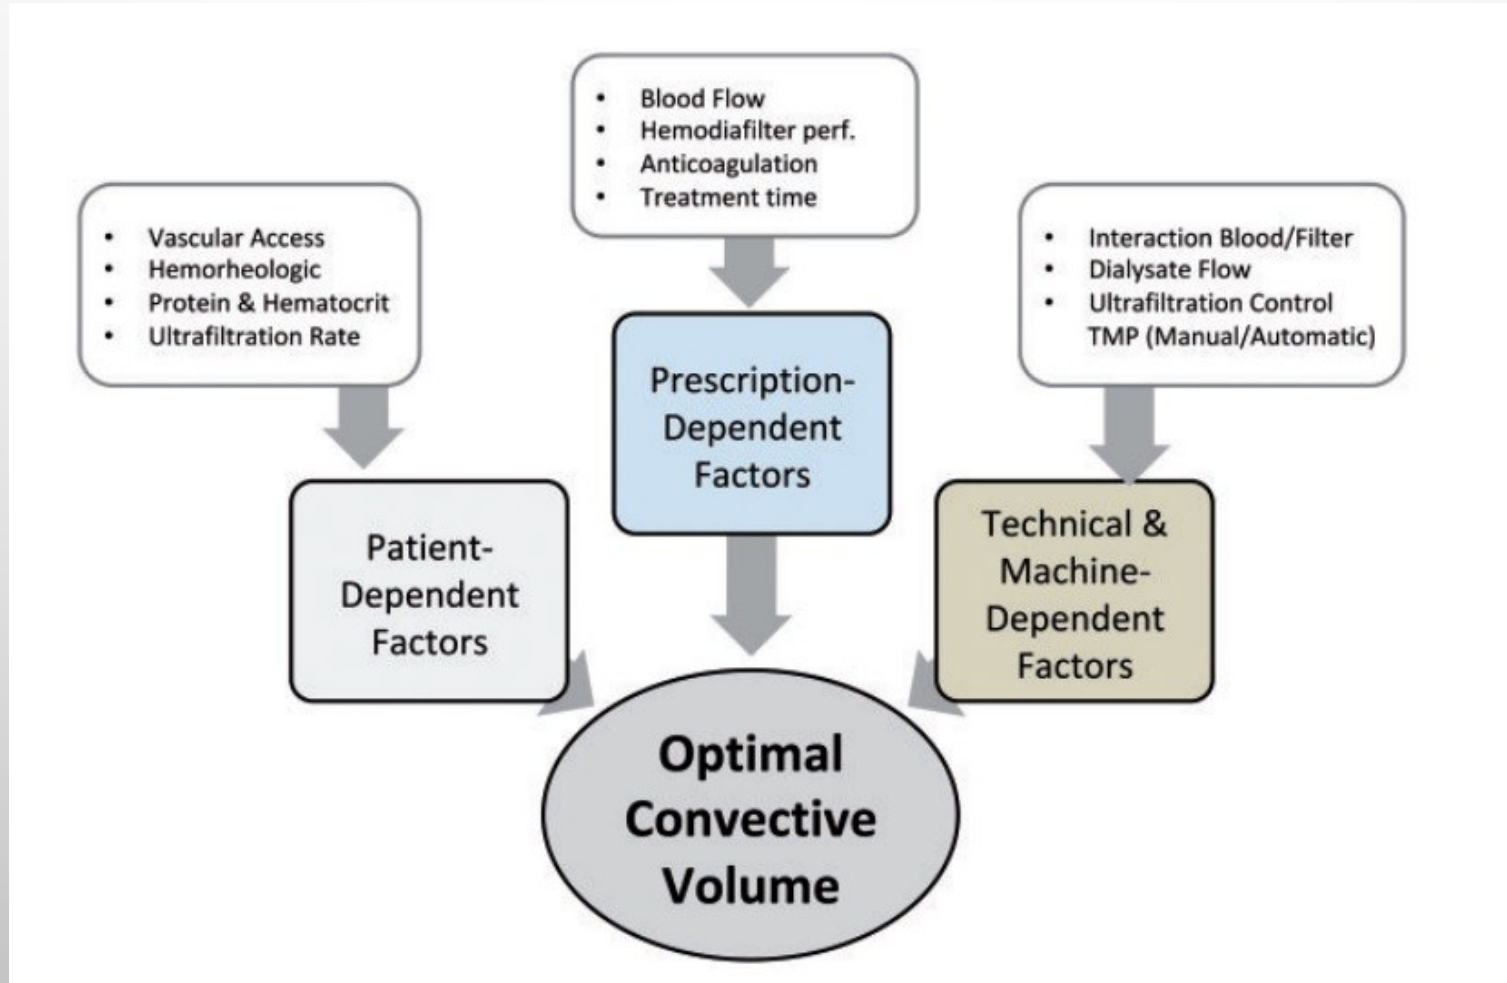 • Blood Flow
• Hemodiafilter perf.
• Anticoagulation
• Treatment time
• Vascular Access
• Hemorheologic
• Protein & Hematocrit
• Ultrafiltration Rate
• Interaction Blood/Filter
• Dialysate Flow
• Ultrafiltration Control
TMP (Manual/Automatic)
Prescription-
Dependent
Factors
Patient-
Dependent
Factors
Technical &
Machine-
Dependent
Factors
Optimal
Convective
Volume